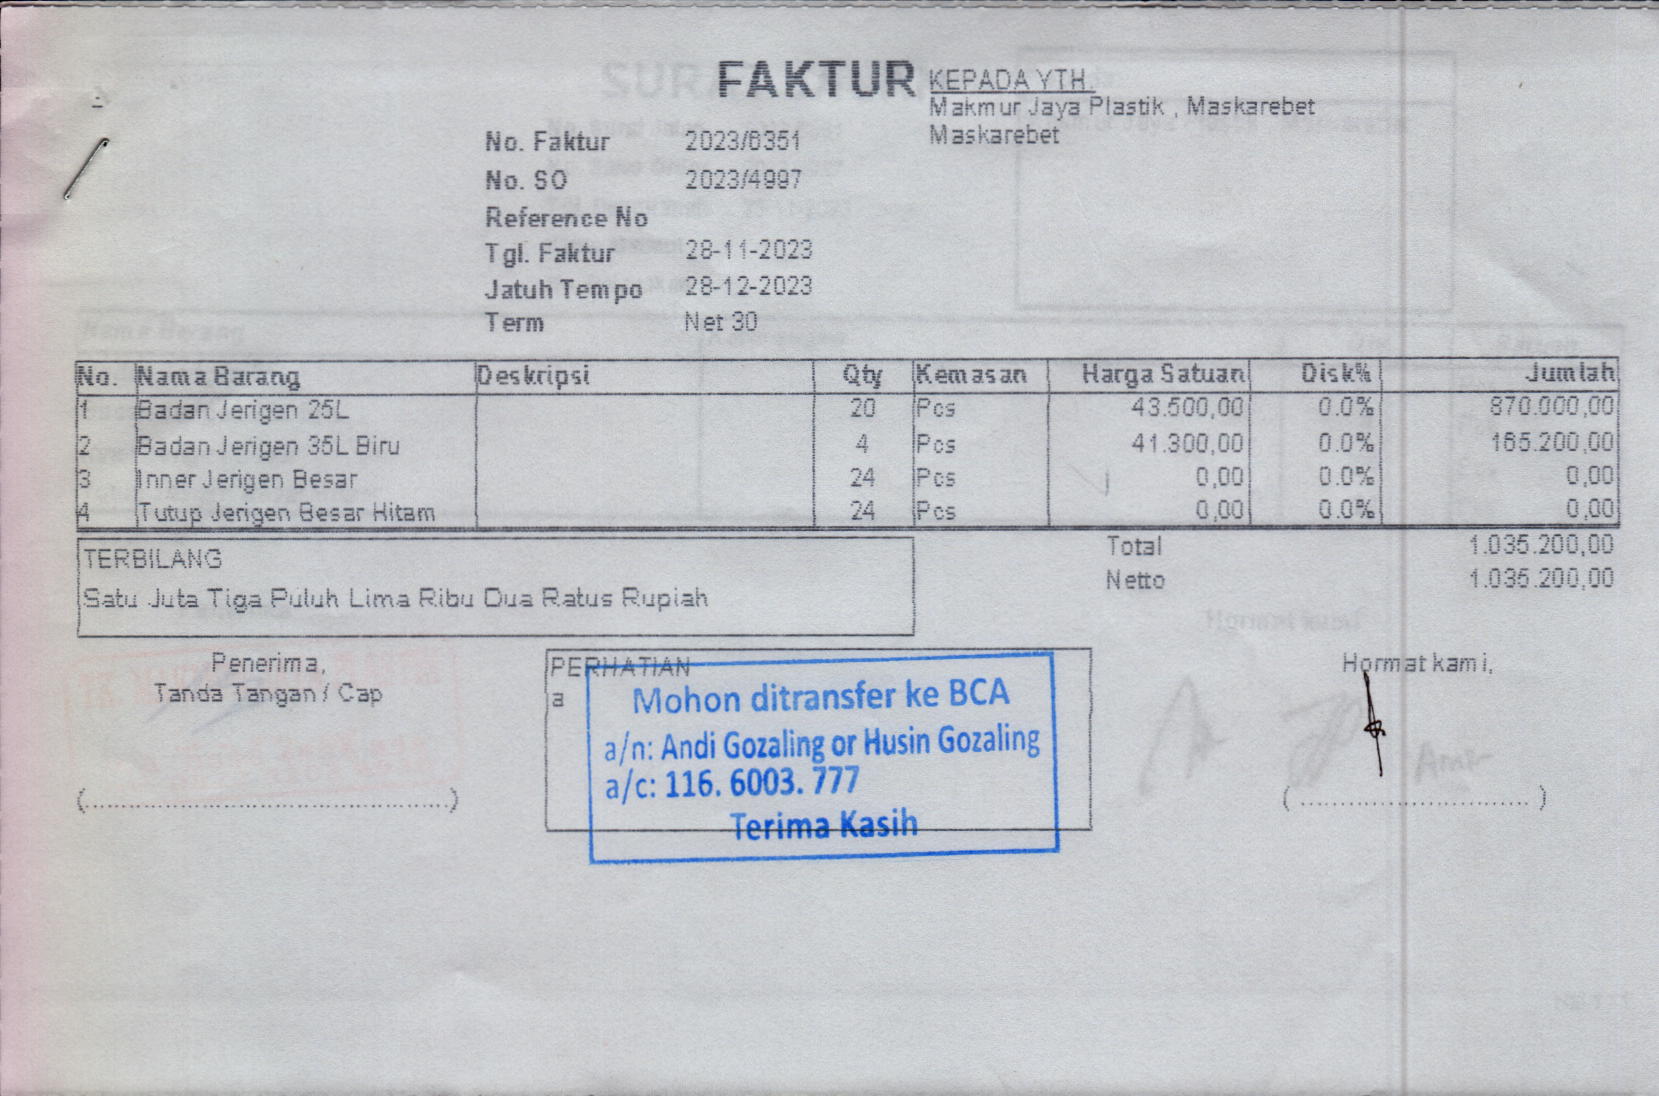 FAKTUR
KEPADA YTH.
Makmur Jaya Plastik , Maskarebet
Maskarebet
No. Faktur 2023/8351
No. SO 2023/4997
Reference No
Tgl. Faktur 28-11-2023
Jatuh Tempo 28-12-2023
Term Net 30
No. Nama Barang Deskripsi Qty Kemasan Harga Satuan Disk% Jumlah
1 Badan Jerigen 25L 20 Pcs 43.500,00 0.0% 870.000,00
2 Badan Jerigen 35L Biru 4 Pcs 41.300,00 0.0% 165.200,00
3 Inner Jerigen Besar 24 Pcs 0,00 0.0% 0,00
4 Tutup Jerigen Besar Hitam 24 Pcs 0,00 0.0% 0,00
TERBILANG
Satu Juta Tiga Puluh Lima Ribu Dua Ratus Rupiah
Total 1.035.200,00
Netto 1.035.200,00
Penerima,
Tanda Tangan / Cap
(........................................................)
PERHATIAN
a
Mohon ditransfer ke BCA
a/n: Andi Gozaling or Husin Gozaling
a/c: 116. 6003. 777
Terima Kasih
Hormat kami,
( ................................... )